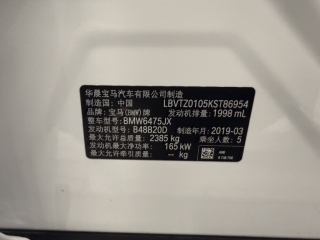 华晨宝马汽车有限公司制造
制造国：中国 LBVTZ0105KST86954
品牌：宝马(BMW)牌 发动机排量：1998 mL
整车型号：BMW6475JX
发动机型号：B48B20D 制造年月：2019-03
最大允许总质量：2385 kg 乘坐人数：5
发动机最大净功率：165 kW
最大允许牵引质量：-- kg